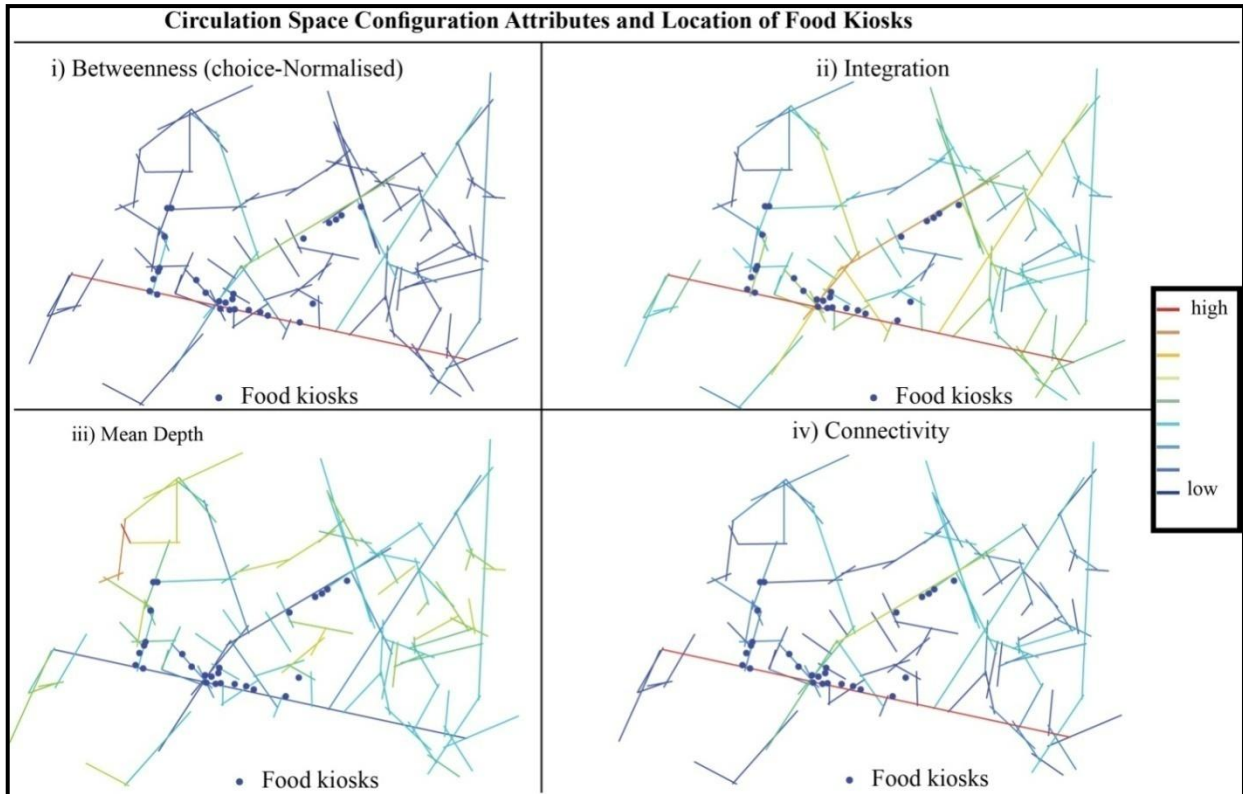 Circulation Space Configuration Attributes and Location of Food Kiosks
i) Betweenness (choice-Normalised)
ii) Integration
Food kiosks
Food kiosks
iii) Mean Depth
iv) Connectivity
Food kiosks
Food kiosks
high
low